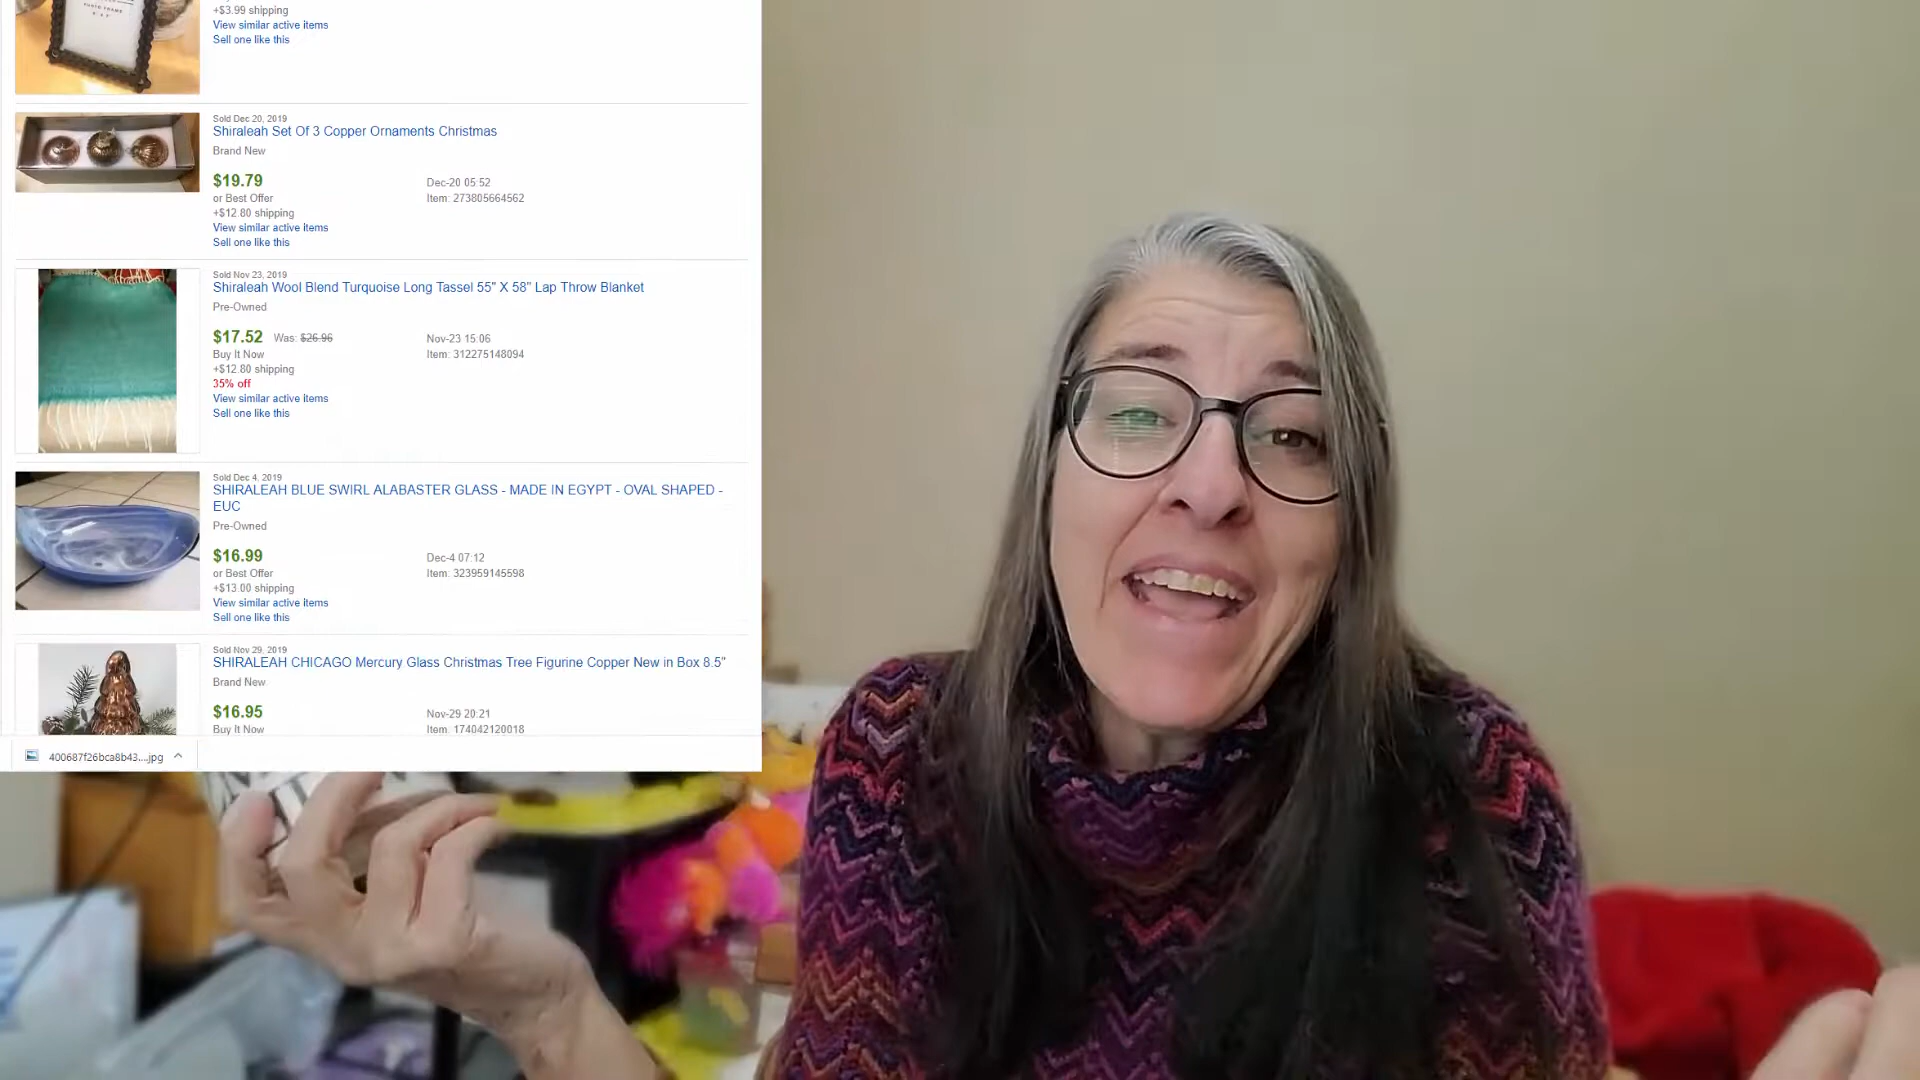 PHOTO FRAME
+$3.99 shipping
View similar active items
Sell one like this
Sold Dec 20, 2019
Shiraleah Set Of 3 Copper Ornaments Christmas
Brand New
$19.79
Dec-20 05:52
or Best Offer
Item: 273805664562
+$12.80 shipping
View similar active items
Sell one like this
Sold Nov 23, 2019
Shiraleah Wool Blend Turquoise Long Tassel 55" X 58" Lap Throw Blanket
Pre-Owned
$17.52 Was: $26.96
Nov-23 15:06
Buy It Now
Item: 312275148094
+$12.80 shipping
35% off
View similar active items
Sell one like this
Sold Dec 4, 2019
SHIRALEAH BLUE SWIRL ALABASTER GLASS - MADE IN EGYPT - OVAL SHAPED -
EUC
Pre-Owned
$16.99
Dec-4 07:12
or Best Offer
Item: 323959145598
+$13.00 shipping
View similar active items
Sell one like this
Sold Nov 29, 2019
SHIRALEAH CHICAGO Mercury Glass Christmas Tree Figurine Copper New in Box 8.5"
Brand New
$16.95
Nov-29 20:21
Buy It Now
Item: 174042120018
400687f26bca8b43....jpg